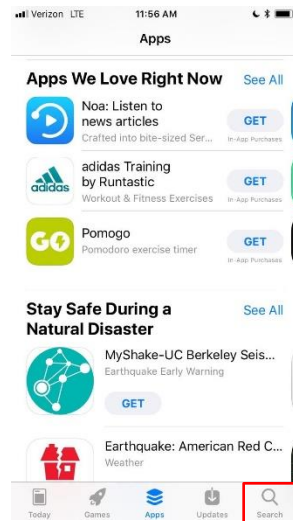 Verizon LTE 11:56 AM
Apps
Apps We Love Right Now See All
Noa: Listen to
news articles
Crafted into bite-sized Ser...
GET
In-App Purchases
adidas
adidas Training
by Runtastic
Workout & Fitness Exercises
GET
In-App Purchases
GO
Pomogo
Pomodoro exercise timer
GET
In-App Purchases
Stay Safe During a
Natural Disaster
See All
MyShake-UC Berkeley Seis...
Earthquake Early Warning
GET
Earthquake: American Red C...
Weather
Today Games Apps Updates Search